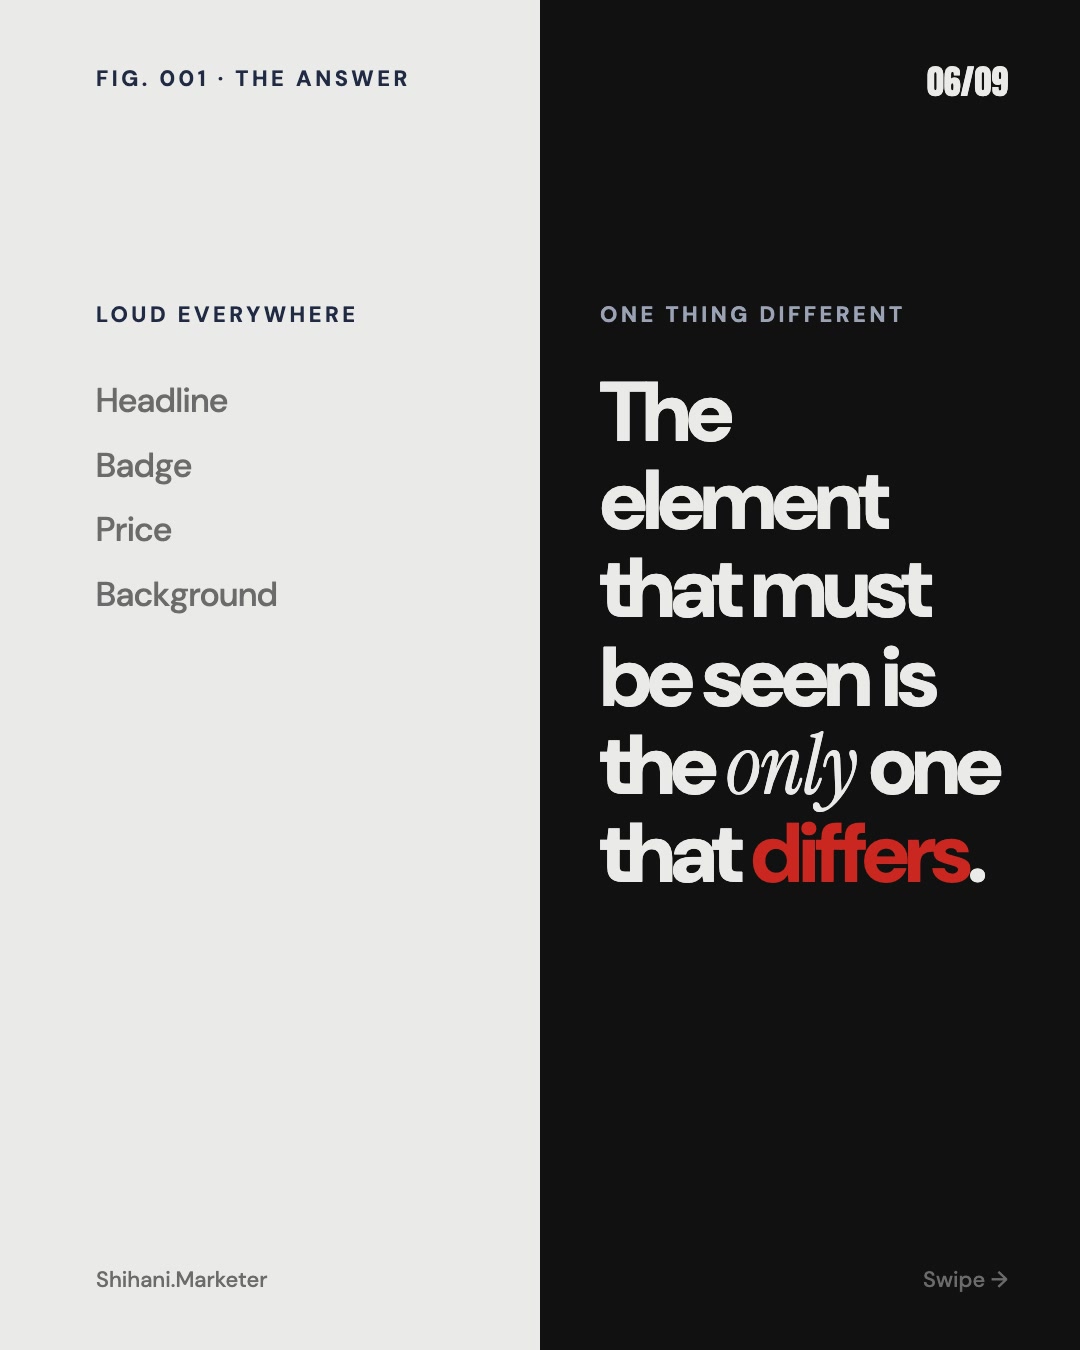 FIG. 001 · THE ANSWER
06/09
LOUD EVERYWHERE
Headline
Badge
Price
Background
ONE THING DIFFERENT
The
element
that must
be seen is
the only one
that differs.
Shihani.Marketer
Swipe →